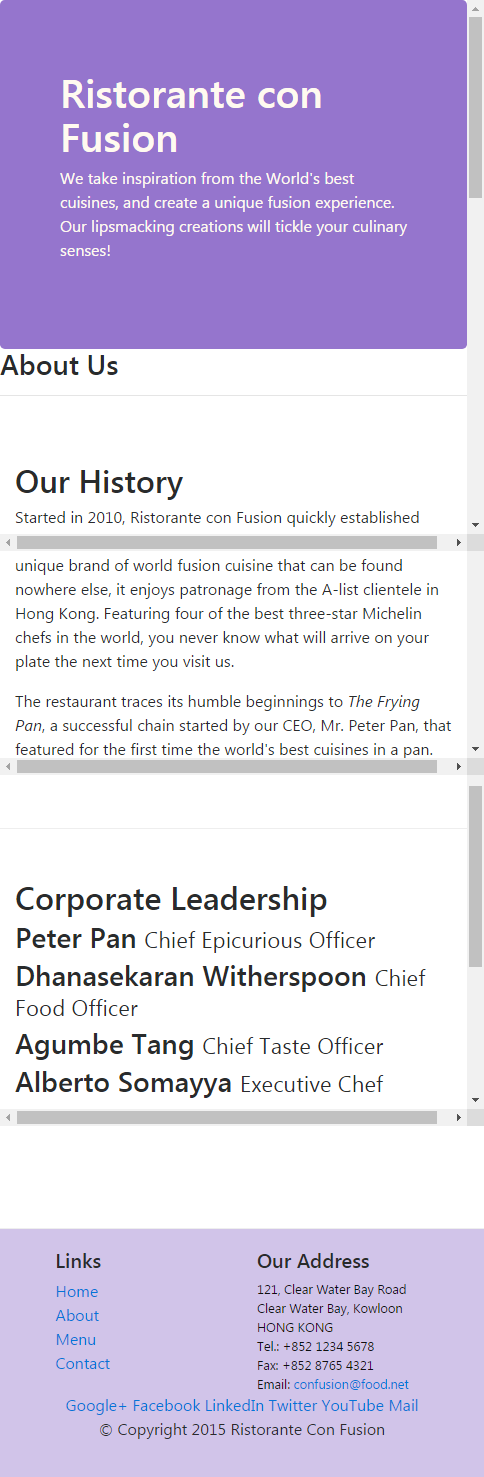 Ristorante con
Fusion
We take inspiration from the World's best
cuisines, and create a unique fusion experience.
Our lipsmacking creations will tickle your culinary
senses!
About Us
Our History
Started in 2010, Ristorante con Fusion quickly established
unique brand of world fusion cuisine that can be found
nowhere else, it enjoys patronage from the A-list clientele in
Hong Kong. Featuring four of the best three-star Michelin
chefs in the world, you never know what will arrive on your
plate the next time you visit us.
The restaurant traces its humble beginnings to The Frying
Pan, a successful chain started by our CEO, Mr. Peter Pan, that
featured for the first time the world's best cuisines in a pan.
Corporate Leadership
Peter Pan Chief Epicurious Officer
Dhanasekaran Witherspoon Chief
Food Officer
Agumbe Tang Chief Taste Officer
Alberto Somayya Executive Chef
Links
Home
About
Menu
Contact
Our Address
121, Clear Water Bay Road
Clear Water Bay, Kowloon
HONG KONG
Tel.: +852 1234 5678
Fax: +852 8765 4321
Email: confusion@food.net
Google+ Facebook LinkedIn Twitter YouTube Mail
© Copyright 2015 Ristorante Con Fusion